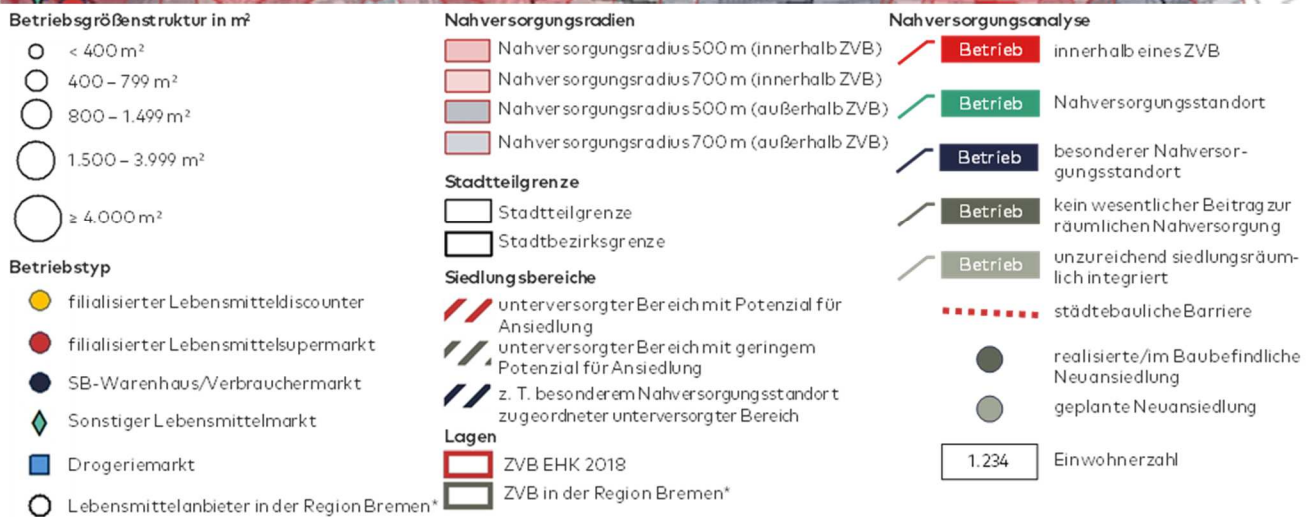 Betriebsgrößenstruktur in m²
< 400 m²
400 – 799 m²
800 – 1.499 m²
1.500 – 3.999 m²
≥ 4.000 m²
Betriebstyp
filialisierter Lebensmitteldiscounter
filialisierter Lebensmittelsupermarkt
SB-Warenhaus/Verbrauchermarkt
Sonstiger Lebensmittelmarkt
Drogeriemarkt
Lebensmittelanbieter in der Region Bremen*
Nahversorgungsradien
Nahversorgungsradius 500 m (innerhalb ZVB)
Nahversorgungsradius 700 m (innerhalb ZVB)
Nahversorgungsradius 500 m (außerhalb ZVB)
Nahversorgungsradius 700 m (außerhalb ZVB)
Stadtteilgrenze
Stadtteilgrenze
Stadtbezirksgrenze
Siedlungsbereiche
unterversorgter Bereich mit Potenzial für
Ansiedlung
unterversorgter Bereich mit geringem
Potenzial für Ansiedlung
z. T. besonderem Nahversorgungsstandort
zugeordneter unterversorgter Bereich
Lagen
ZVB EHK 2018
ZVB in der Region Bremen*
Nahversorgungsanalyse
Betrieb innerhalb eines ZVB
Betrieb Nahversorgungsstandort
Betrieb besonderer Nahversor-
gungsstandort
Betrieb kein wesentlicher Beitrag zur
räumlichen Nahversorgung
Betrieb unzureichend siedlungsräum-
lich integriert
städtebauliche Barriere
realisierte/im Bau befindliche
Neuansiedlung
geplante Neuansiedlung
1.234 Einwohnerzahl